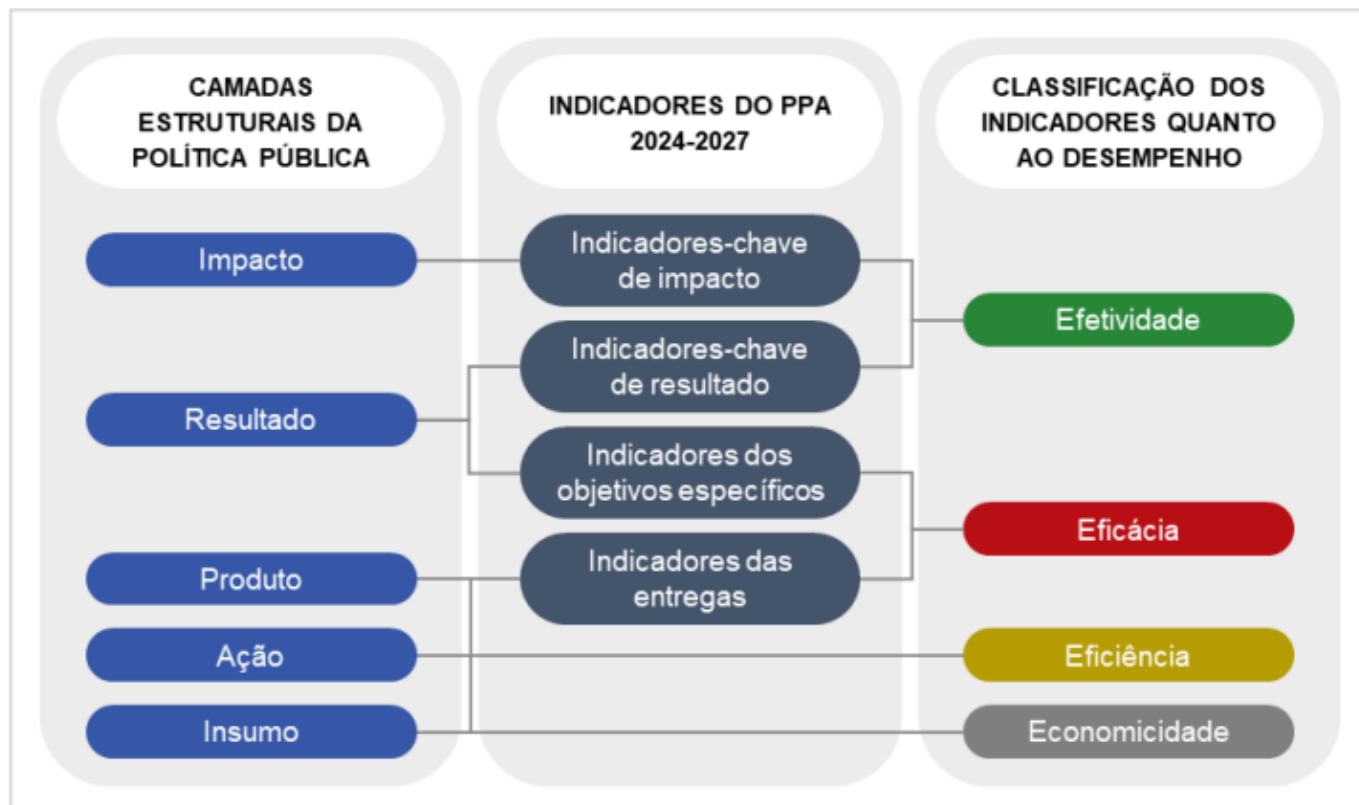 CAMADAS
ESTRUTURAIS DA
POLÍTICA PÚBLICA
Impacto
Resultado
Produto
Ação
Insumo
INDICADORES DO PPA
2024-2027
Indicadores-chave
de impacto
Indicadores-chave
de resultado
Indicadores dos
objetivos específicos
Indicadores das
entregas
CLASSIFICAÇÃO DOS
INDICADORES QUANTO
AO DESEMPENHO
Efetividade
Eficácia
Eficiência
Economicidade